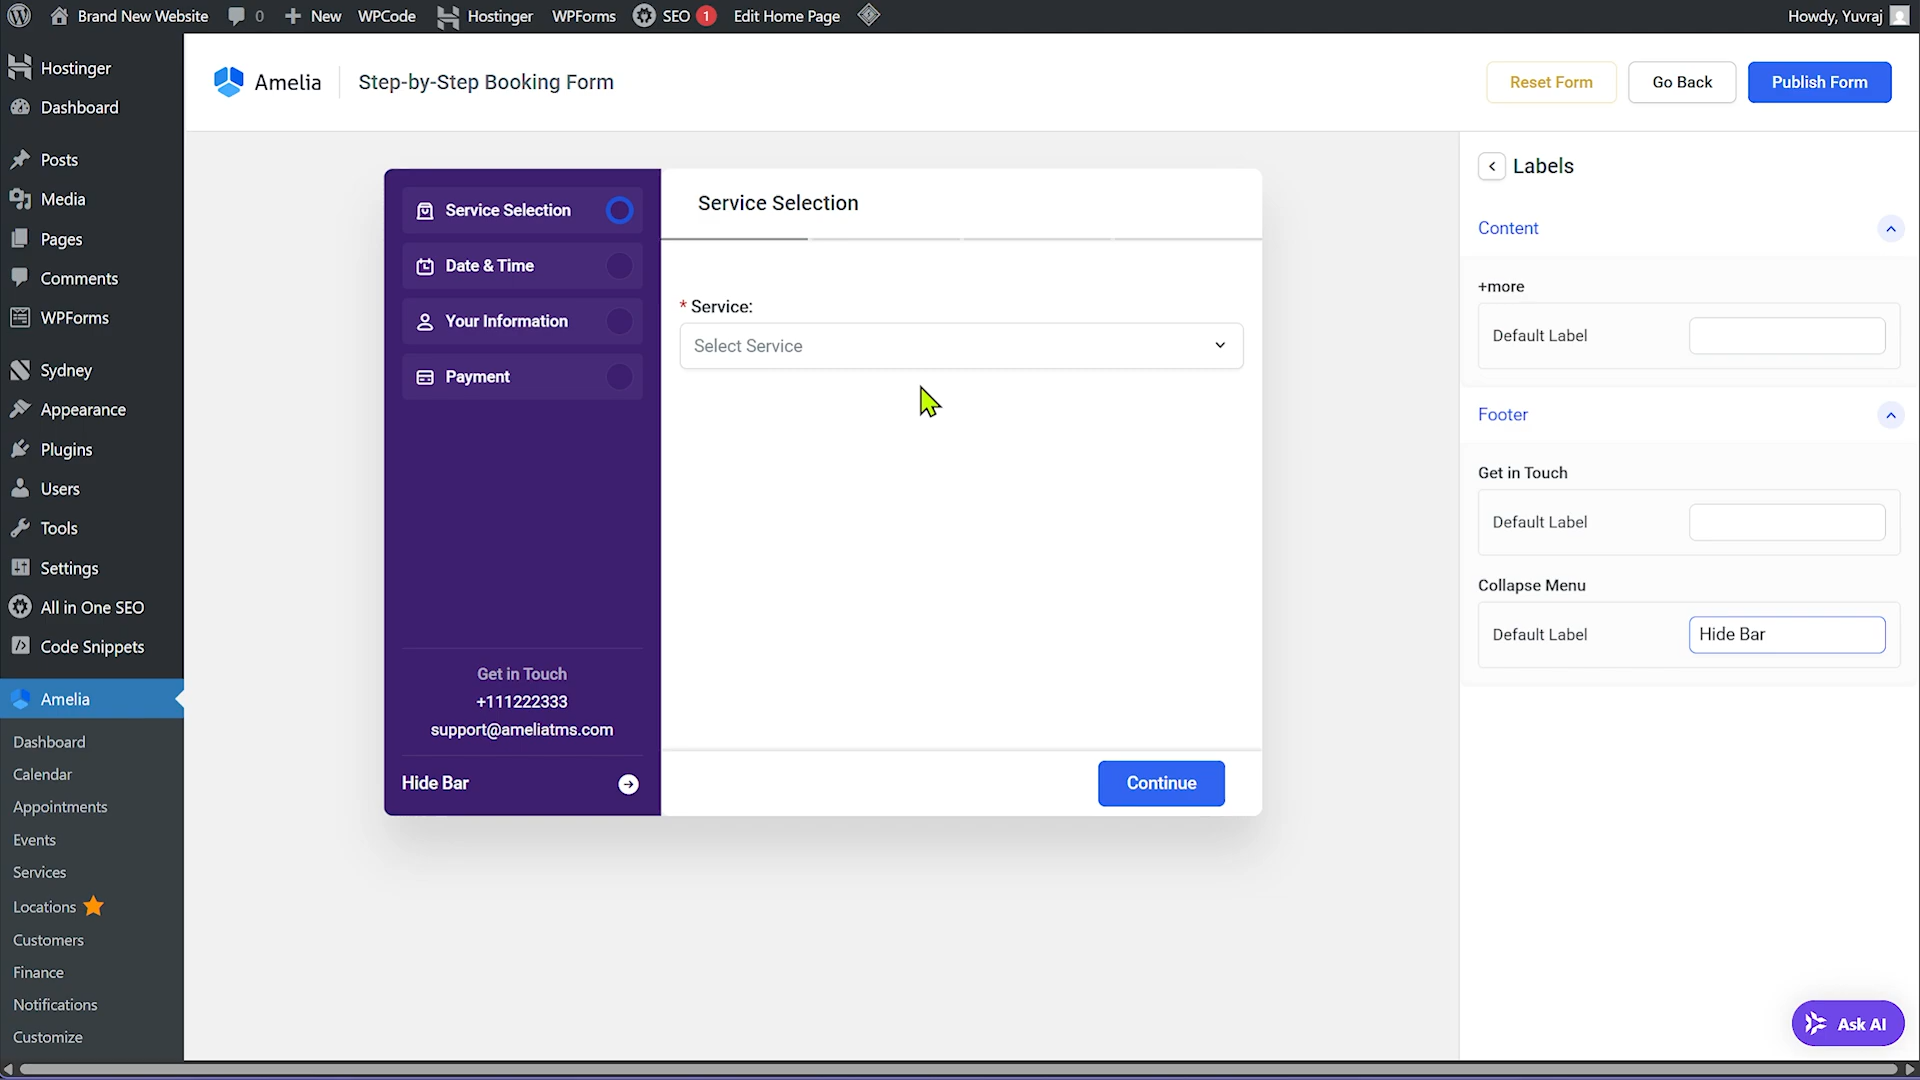 Brand New Website
0
New
WPCode
Hostinger
WPForms
SEO
1
Edit Home Page
Howdy, Yuvraj
Hostinger
Dashboard
Posts
Media
Pages
Comments
WPForms
Sydney
Appearance
Plugins
Users
Tools
Settings
All in One SEO
Code Snippets
Amelia
Dashboard
Calendar
Appointments
Events
Services
Locations
Customers
Finance
Notifications
Customize
Amelia
Step-by-Step Booking Form
Reset Form
Go Back
Publish Form
Service Selection
Date & Time
Your Information
Payment
Get in Touch
+111222333
support@ameliatms.com
Hide Bar
Service Selection
* Service:
Select Service
Continue
Labels
Content
+more
Default Label
Footer
Get in Touch
Default Label
Collapse Menu
Default Label
Hide Bar
Ask AI